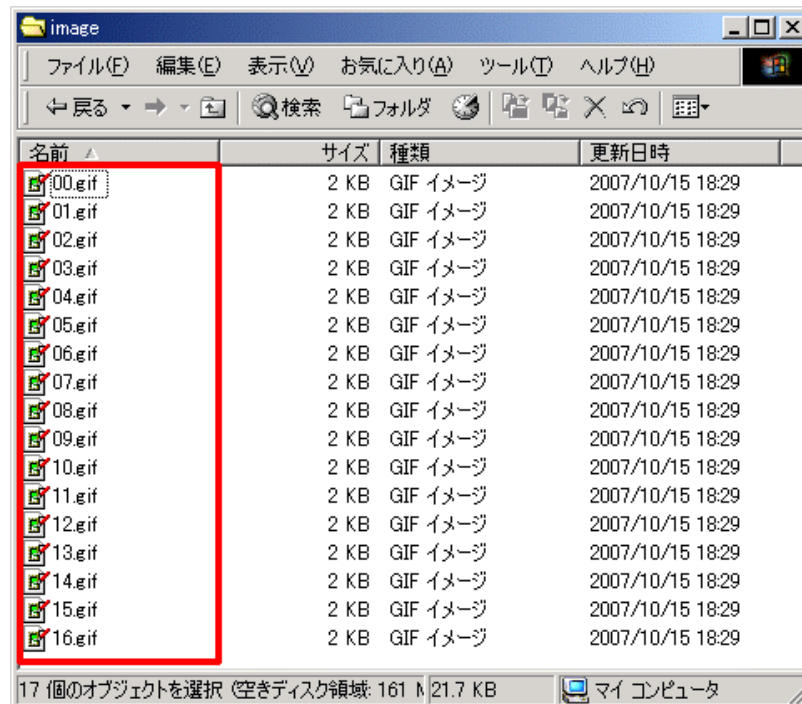 image
ファイル(F) 編集(E) 表示(V) お気に入り(A) ツール(T) ヘルプ(H)
戻る 検索 フォルダ
名前 サイズ 種類 更新日時
00.gif 2 KB GIF イメージ 2007/10/15 18:29
01.gif 2 KB GIF イメージ 2007/10/15 18:29
02.gif 2 KB GIF イメージ 2007/10/15 18:29
03.gif 2 KB GIF イメージ 2007/10/15 18:29
04.gif 2 KB GIF イメージ 2007/10/15 18:29
05.gif 2 KB GIF イメージ 2007/10/15 18:29
06.gif 2 KB GIF イメージ 2007/10/15 18:29
07.gif 2 KB GIF イメージ 2007/10/15 18:29
08.gif 2 KB GIF イメージ 2007/10/15 18:29
09.gif 2 KB GIF イメージ 2007/10/15 18:29
10.gif 2 KB GIF イメージ 2007/10/15 18:29
11.gif 2 KB GIF イメージ 2007/10/15 18:29
12.gif 2 KB GIF イメージ 2007/10/15 18:29
13.gif 2 KB GIF イメージ 2007/10/15 18:29
14.gif 2 KB GIF イメージ 2007/10/15 18:29
15.gif 2 KB GIF イメージ 2007/10/15 18:29
16.gif 2 KB GIF イメージ 2007/10/15 18:29
17 個のオブジェクトを選択 (空きディスク領域: 161 21.7 KB マイ コンピュータ